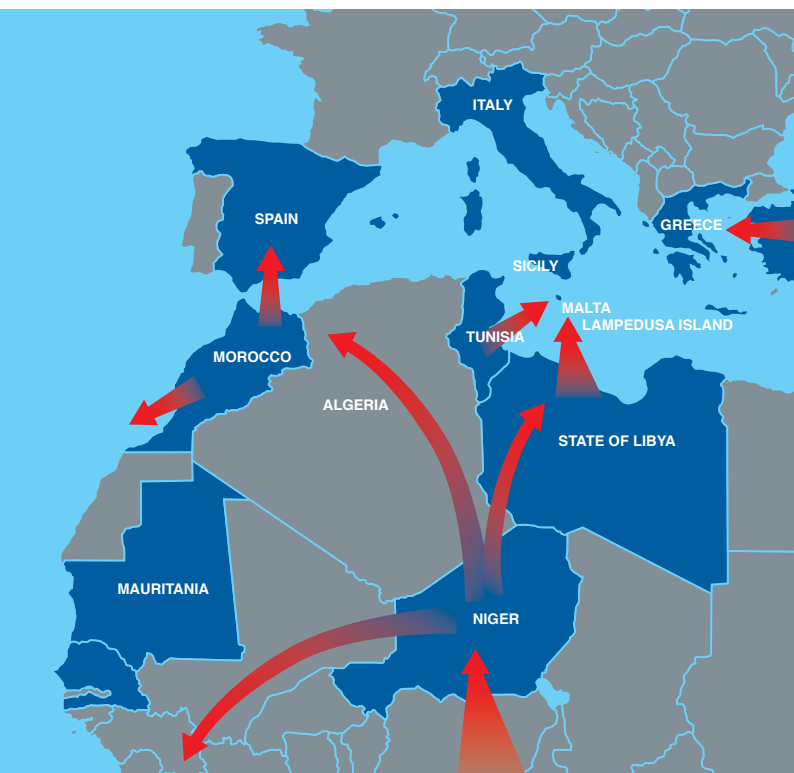 ITALY
SPAIN
GREECE
SICILY
MALTA
LAMPEDUSA ISLAND
TUNISIA
MOROCCO
ALGERIA
STATE OF LIBYA
MAURITANIA
NIGER